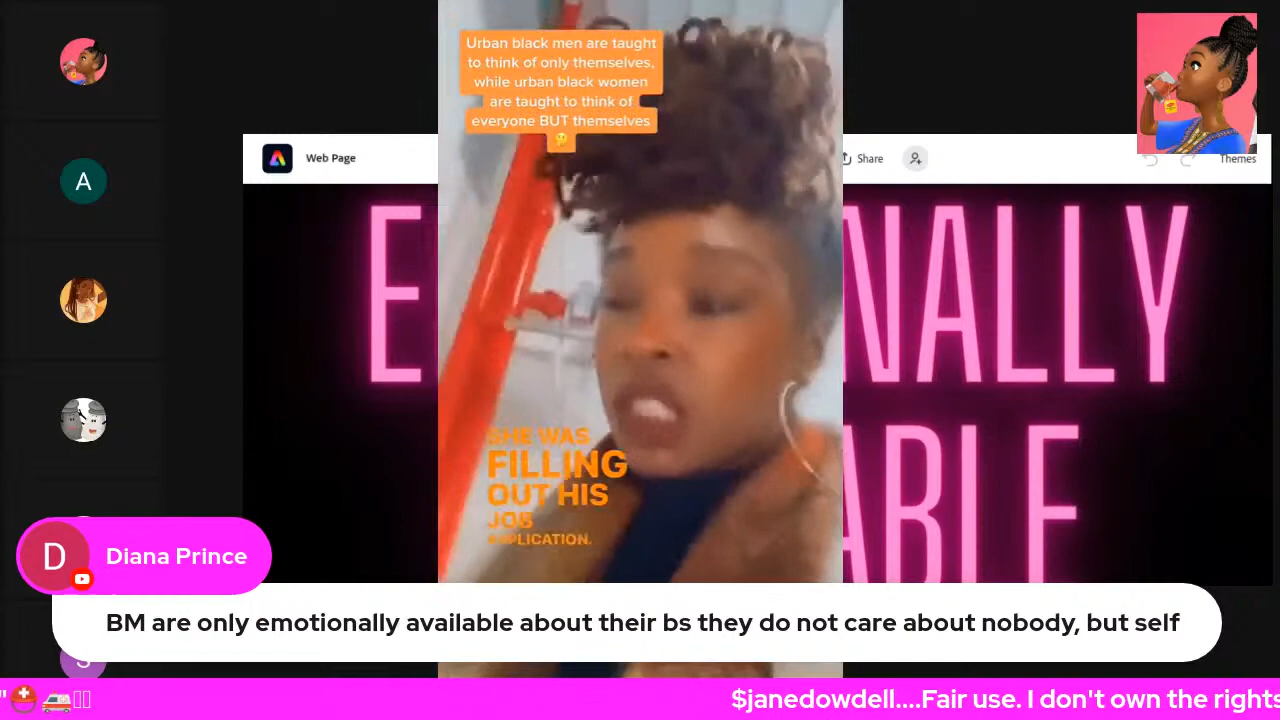 Urban black men are taught
to think of only themselves,
while urban black women
are taught to think of
everyone BUT themselves
🤔
Web Page
Share
Themes
A
E
NALLY
ABLE
SHE WAS
FILLING
OUT HIS
JOB
APPLICATION.
D
Diana Prince
BM are only emotionally available about their bs they do not care about nobody, but self
S
"⛑️🚑
$janedowdell....Fair use. I don't own the rights